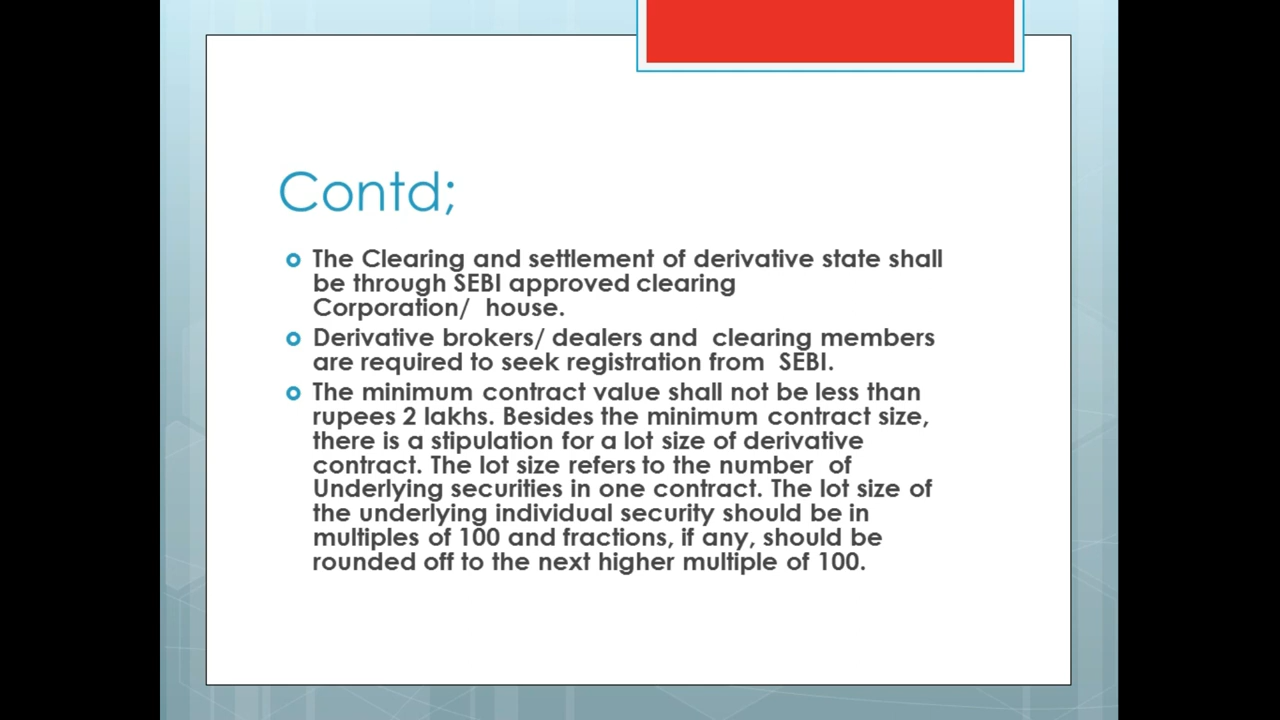 Contd;
The Clearing and settlement of derivative state shall
be through SEBI approved clearing
Corporation/ house.
Derivative brokers/ dealers and clearing members
are required to seek registration from SEBI.
The minimum contract value shall not be less than
rupees 2 lakhs. Besides the minimum contract size,
there is a stipulation for a lot size of derivative
contract. The lot size refers to the number of
Underlying securities in one contract. The lot size of
the underlying individual security should be in
multiples of 100 and fractions, if any, should be
rounded off to the next higher multiple of 100.